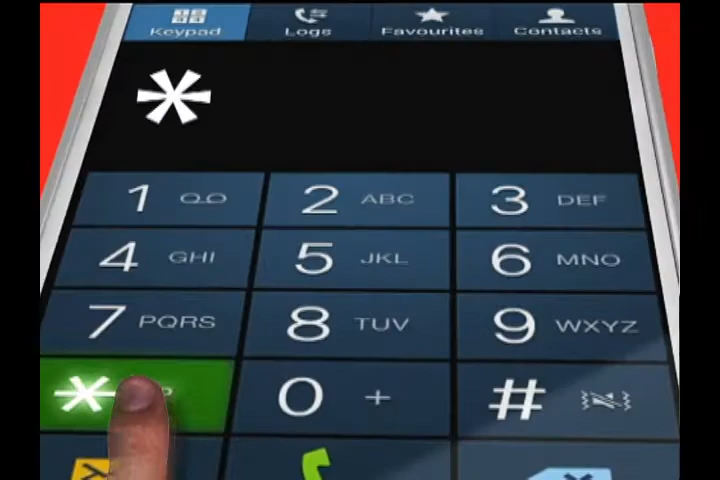 Keypad Logs Favourites Contacts
*
1 2 ABC 3 DEF
4 GHI 5 JKL 6 MNO
7 PQRS 8 TUV 9 WXYZ
* 0 + #